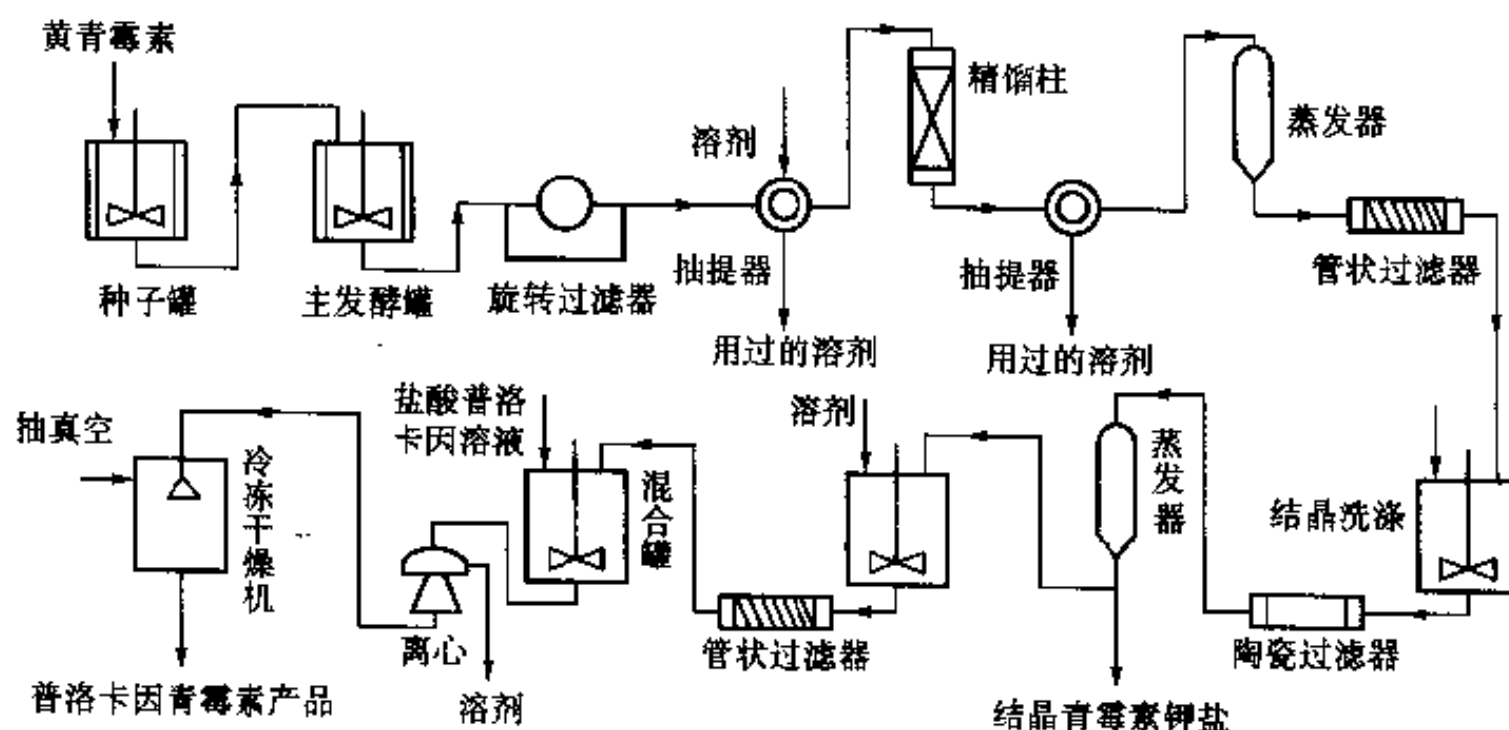 黄青霉素
种子罐
主发酵罐
旋转过滤器
溶剂
抽提器
用过的溶剂
精馏柱
抽提器
用过的溶剂
蒸发器
管状过滤器
结晶洗涤
陶瓷过滤器
蒸发器
结晶青霉素钾盐
溶剂
管状过滤器
盐酸普洛
卡因溶液
混合罐
离心
溶剂
抽真空
冷冻干燥机
普洛卡因青霉素产品